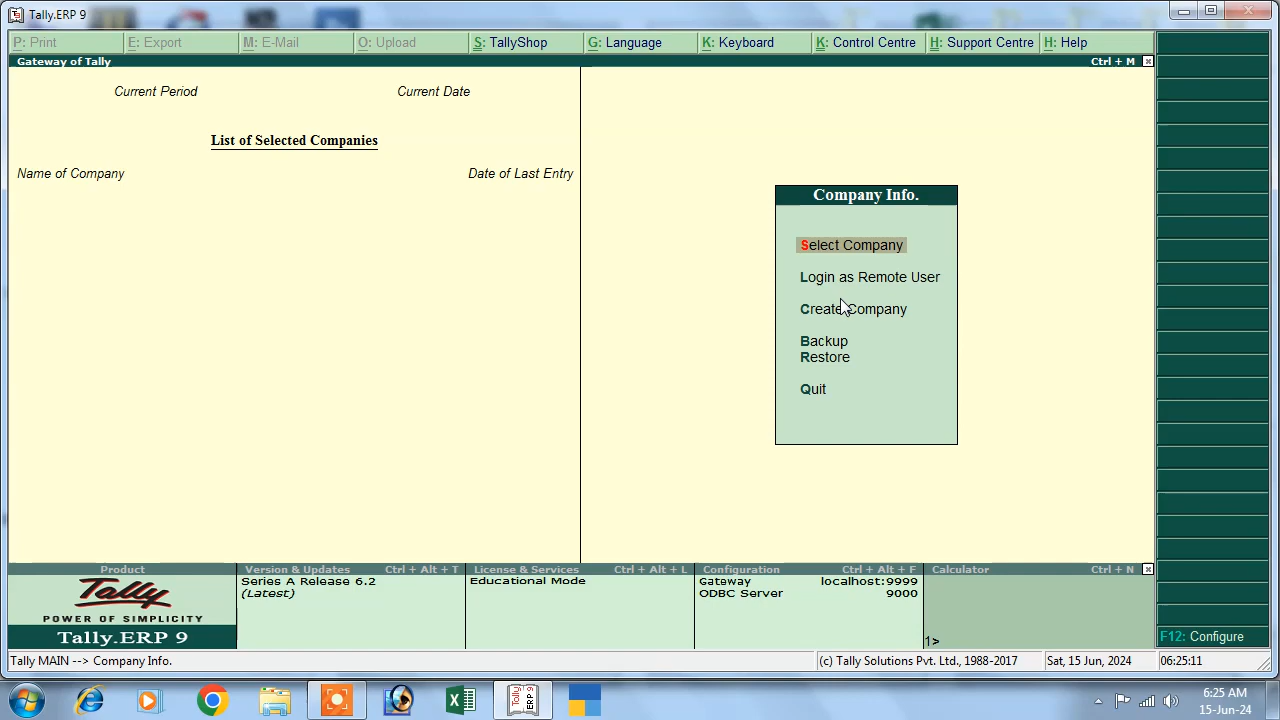 Tally.ERP 9
P: Print
E: Export
M: E-Mail
O: Upload
S: TallyShop
G: Language
K: Keyboard
K: Control Centre
H: Support Centre
H: Help
Gateway of Tally
Ctrl + M
Current Period
Current Date
List of Selected Companies
Name of Company
Date of Last Entry
Company Info.
Select Company
Login as Remote User
Create Company
Backup
Restore
Quit
Product
Tally
POWER OF SIMPLICITY
Tally.ERP 9
Version & Updates
Ctrl + Alt + T
Series A Release 6.2
(Latest)
License & Services
Ctrl + Alt + L
Educational Mode
Configuration
Ctrl + Alt + F
Gateway
localhost:9999
ODBC Server
9000
Calculator
Ctrl + N
1>
F12: Configure
Tally MAIN --> Company Info.
(c) Tally Solutions Pvt. Ltd., 1988-2017
Sat, 15 Jun, 2024
06:25:11
Tally ERP 9
6:25 AM
15-Jun-24